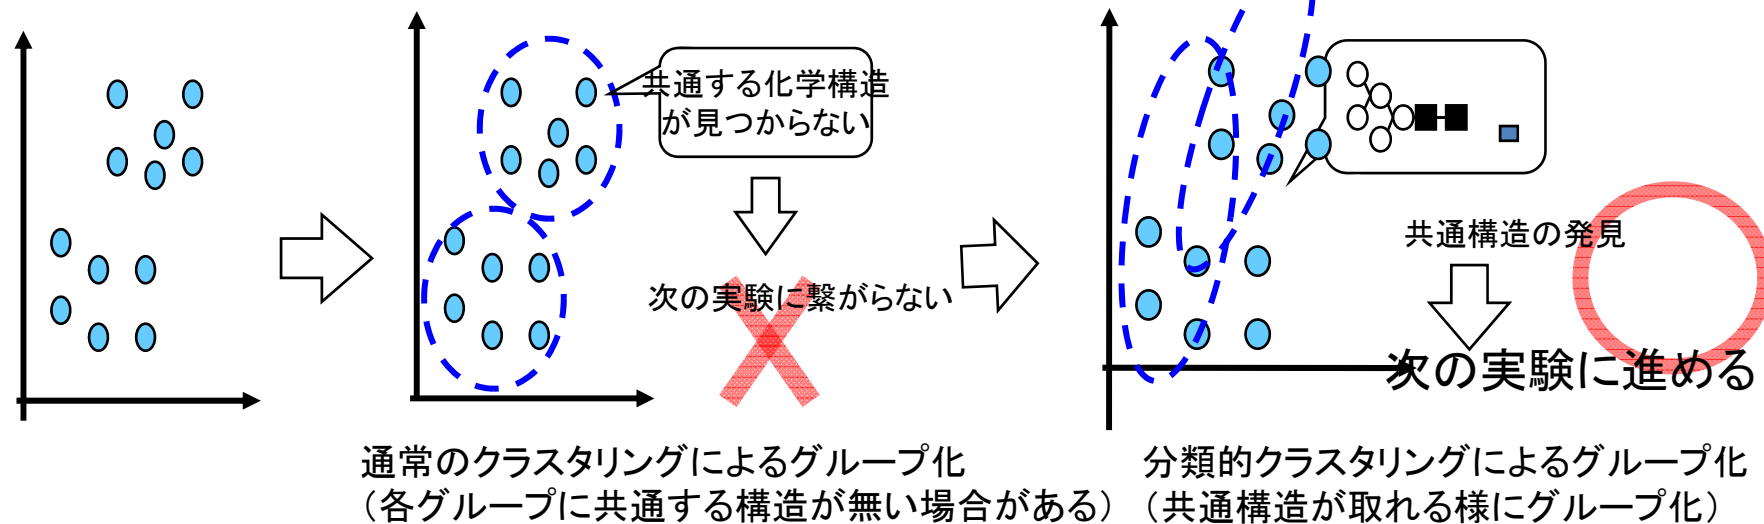 共通する化学構造
が見つからない
次の実験に繋がらない
通常のクラスタリングによるグループ化
（各グループに共通する構造が無い場合がある）
共通構造の発見
次の実験に進める
分類的クラスタリングによるグループ化
（共通構造が取れる様にグループ化）